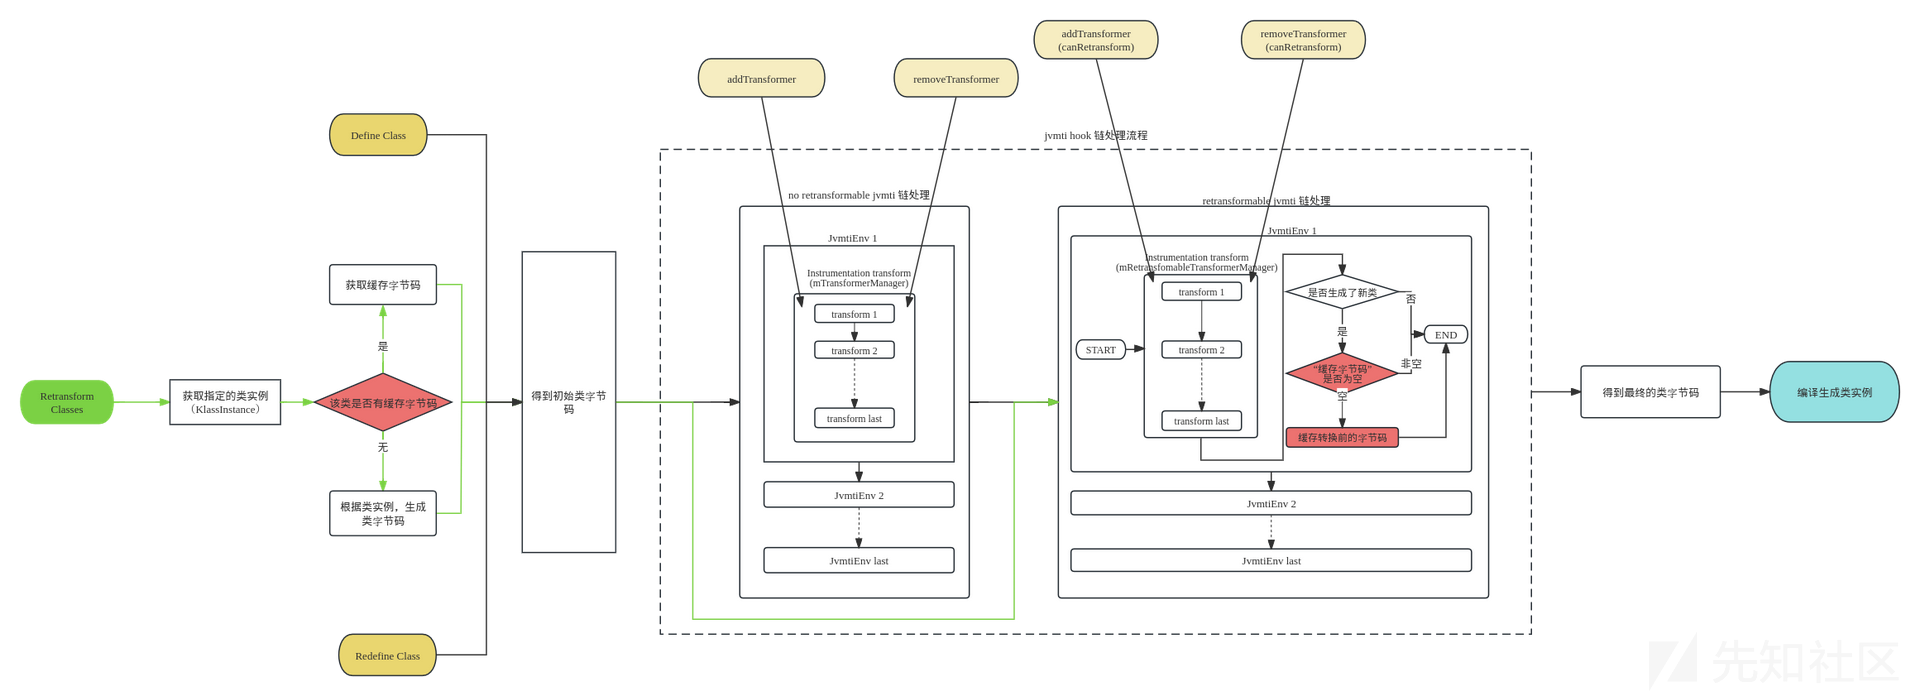 addTransformer
(canRetransform)
removeTransformer
(canRetransform)
addTransformer
removeTransformer
Define Class
jvmti hook 链处理流程
no retransformable jvmti 链处理
retransformable jvmti 链处理
获取缓存字节码
是
Retransform
Classes
获取指定的类实例
（KlassInstance）
该类是否有缓存字节码
无
根据类实例，生成
类字节码
Redefine Class
得到初始类字节
码
JvmtiEnv 1
Instrumentation transform
(mTransformerManager)
transform 1
transform 2
transform last
JvmtiEnv 2
JvmtiEnv last
JvmtiEnv 1
Instrumentation transform
(mRetransfomableTransformerManager)
START
transform 1
transform 2
transform last
是否生成了新类
否
是
END
“缓存字节码”
是否为空
非空
空
缓存转换前的字节码
JvmtiEnv 2
JvmtiEnv last
得到最终的类字节码
编译生成类实例
先知社区